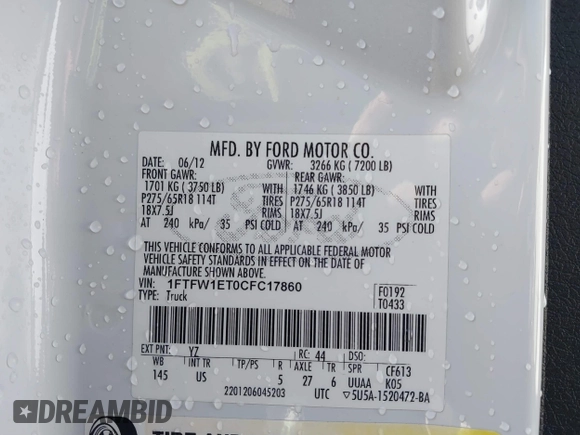 MFD. BY FORD MOTOR CO.
DATE: 06/12 GVWR: 3266 KG ( 7200 LB)
FRONT GAWR: REAR GAWR:
1701 KG ( 3750 LB) WITH 1746 KG ( 3850 LB) WITH
P275/65R18 114T TIRES P275/65R18 114T TIRES
18X7.5J RIMS 18X7.5J RIMS
AT 240 kPa/ 35 PSI COLD AT 240 kPa/ 35 PSI COLD
THIS VEHICLE CONFORMS TO ALL APPLICABLE FEDERAL MOTOR
VEHICLE SAFETY STANDARDS IN EFFECT ON THE DATE OF
MANUFACTURE SHOWN ABOVE.
VIN: 1FTFW1ET0CFC17860 F0192
TYPE: Truck T0433
EXT PNT: YZ RC: 44 DSO:
WB INT TR TP/PS R AXLE TR SPR CF613
145 US 5 27 6 UUAA K05
2201206045203 UTC ▽5U5A-1520472-BA
DIAMOND BID